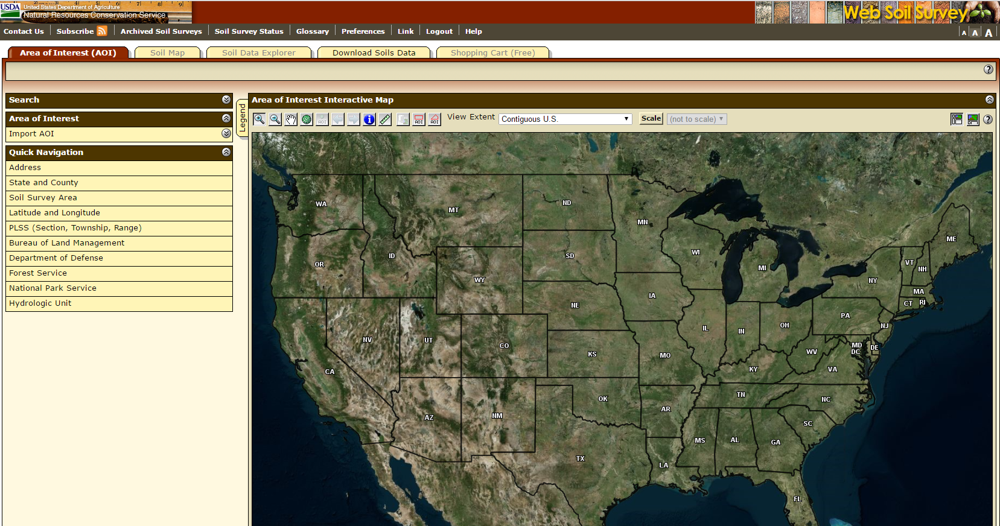 USDA United States Department of Agriculture
Natural Resources Conservation Service
Web Soil Survey
Contact Us Subscribe Archived Soil Surveys Soil Survey Status Glossary Preferences Link Logout Help A A A
Area of Interest (AOI) Soil Map Soil Data Explorer Download Soils Data Shopping Cart (Free)
?
Search
Area of Interest
Import AOI
Quick Navigation
Address
State and County
Soil Survey Area
Latitude and Longitude
PLSS (Section, Township, Range)
Bureau of Land Management
Department of Defense
Forest Service
National Park Service
Hydrologic Unit
Legend
Area of Interest Interactive Map
AOI i AOI AOI View Extent Contiguous U.S. Scale (not to scale) ?
WA
MT
ND
MN
ME
OR
ID
SD
WI
MI
VT
NH
WY
NY
MA
IA
CT RI
NE
PA
NJ
OH
IL
IN
NV
UT
CO
MD
DE
DC
WV
KS
MO
CA
KY
VA
TN
OK
NC
AR
AZ
NM
SC
MS
AL
GA
TX
LA
FL